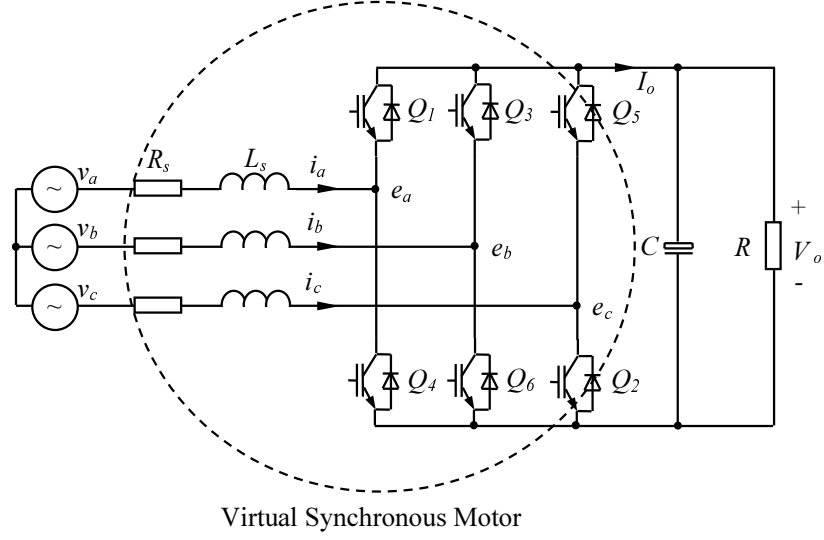 Q1 Q3 Q5
Io
Rs Ls ia
va ea
vb ib eb
vc ic ec
C R + Vo -
~
~
~
Q4 Q6 Q2
Virtual Synchronous Motor